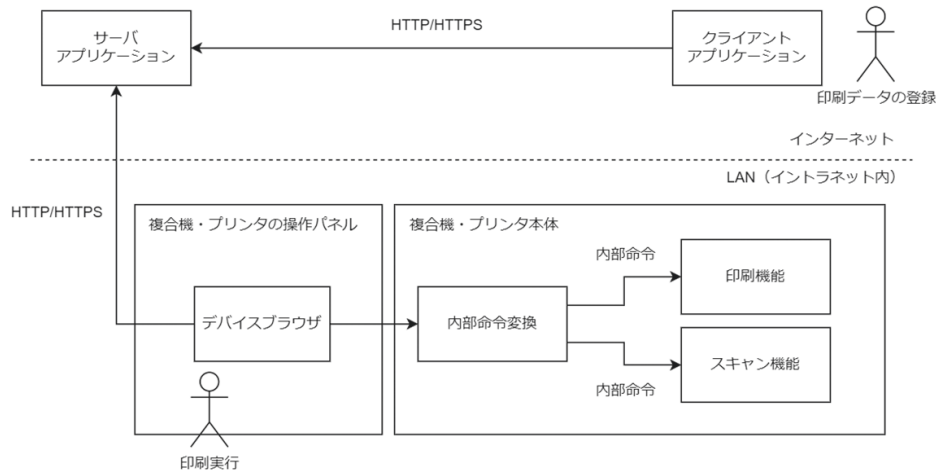 HTTP/HTTPS
サーバ
アプリケーション
クライアント
アプリケーション
印刷データの登録
インターネット
LAN（イントラネット内）
HTTP/HTTPS
複合機・プリンタの操作パネル
複合機・プリンタ本体
内部命令
印刷機能
デバイスブラウザ
内部命令変換
スキャン機能
内部命令
印刷実行